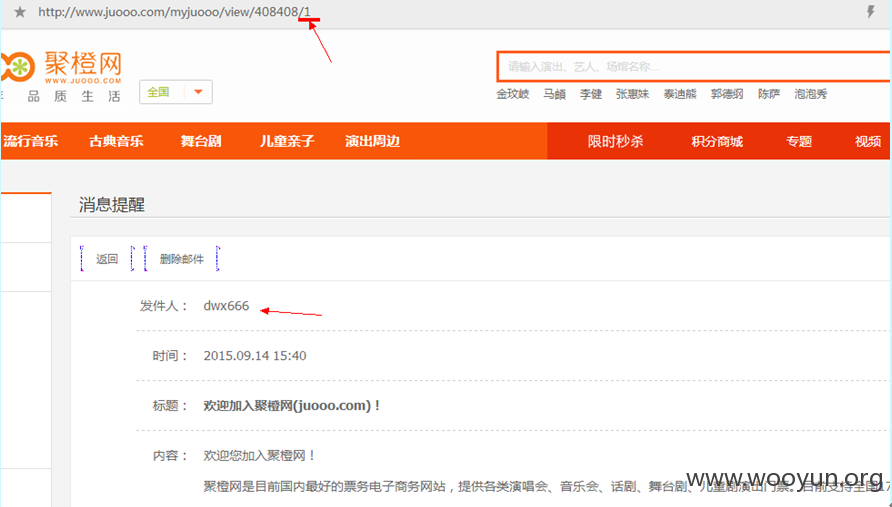 http://www.juooo.com/myjuooo/view/408408/1
聚橙网
WWW.JUOOO.COM
品 质 生 活
全国
请输入演出、艺人、场馆名称...
金玟岐 马頔 李健 张惠妹 泰迪熊 郭德纲 陈萨 泡泡秀
流行音乐 古典音乐 舞台剧 儿童亲子 演出周边 限时秒杀 积分商城 专题 视频
消息提醒
返回 删除邮件
发件人： dwx666
时间： 2015.09.14 15:40
标题： 欢迎加入聚橙网(juooo.com)！
内容： 欢迎您加入聚橙网！
www.wooyun.org
聚橙网是目前国内最好的票务电子商务网站，提供各类演唱会、音乐会、话剧、舞台剧、儿童剧演出门票。目前支持全国17